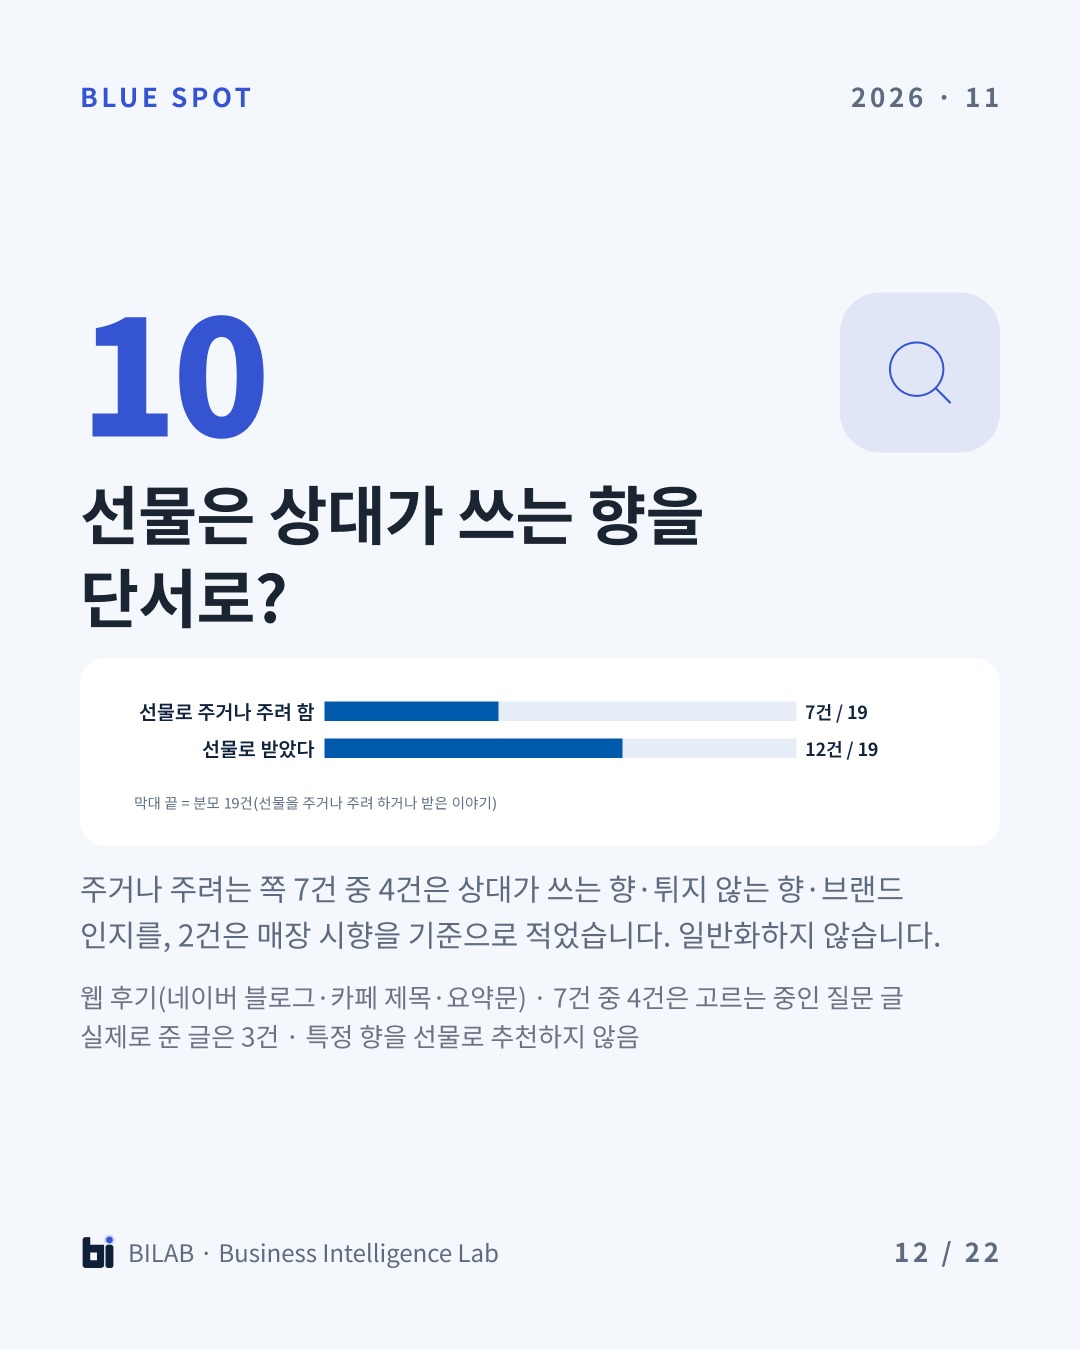 BLUE SPOT
2026 · 11
10
선물은 상대가 쓰는 향을
단서로?
선물로 주거나 주려 함 7건 / 19
선물로 받았다 12건 / 19
막대 끝 = 분모 19건(선물을 주거나 주려 하거나 받은 이야기)
주거나 주려는 쪽 7건 중 4건은 상대가 쓰는 향·튀지 않는 향·브랜드
인지를, 2건은 매장 시향을 기준으로 적었습니다. 일반화하지 않습니다.
웹 후기(네이버 블로그·카페 제목·요약문) · 7건 중 4건은 고르는 중인 질문 글
실제로 준 글은 3건 · 특정 향을 선물로 추천하지 않음
bi BILAB · Business Intelligence Lab
12 / 22